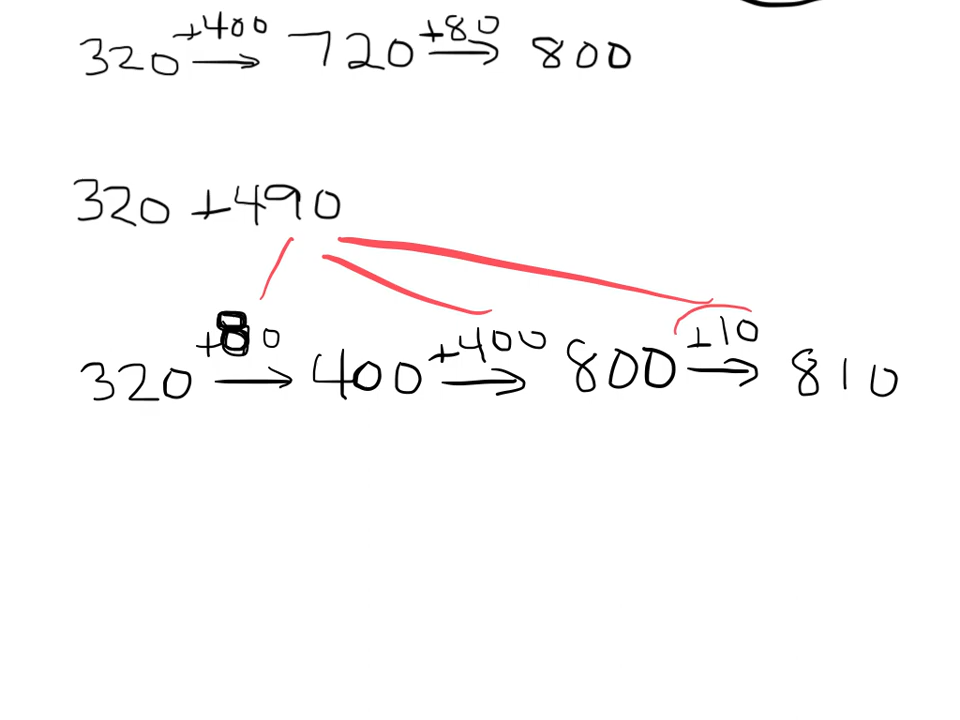 320 +400 → 720 +80 → 800
320 + 490
320 +80 → 400 +400 → 800 +10 → 810